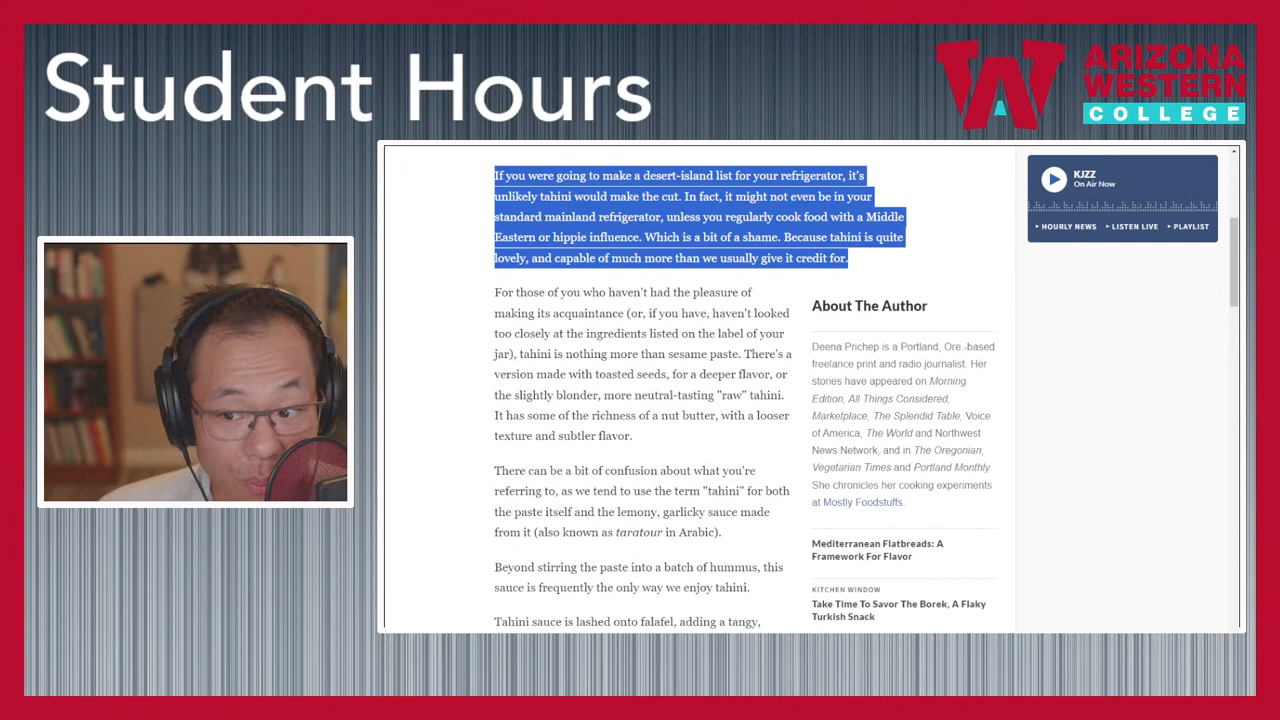 Student Hours
ARIZONA
WESTERN
COLLEGE
If you were going to make a desert-island list for your refrigerator, it's
unlikely tahini would make the cut. In fact, it might not even be in your
standard mainland refrigerator, unless you regularly cook food with a Middle
Eastern or hippie influence. Which is a bit of a shame. Because tahini is quite
lovely, and capable of much more than we usually give it credit for.
For those of you who haven't had the pleasure of
making its acquaintance (or, if you have, haven't looked
too closely at the ingredients listed on the label of your
jar), tahini is nothing more than sesame paste. There's a
version made with toasted seeds, for a deeper flavor, or
the slightly blonder, more neutral-tasting "raw" tahini.
It has some of the richness of a nut butter, with a looser
texture and subtler flavor.
There can be a bit of confusion about what you're
referring to, as we tend to use the term "tahini" for both
the paste itself and the lemony, garlicky sauce made
from it (also known as taratour in Arabic).
Beyond stirring the paste into a batch of hummus, this
sauce is frequently the only way we enjoy tahini.
Tahini sauce is lashed onto falafel, adding a tangy,
About The Author
Deena Prichep is a Portland, Ore.-based
freelance print and radio journalist. Her
stories have appeared on Morning
Edition, All Things Considered,
Marketplace, The Splendid Table, Voice
of America, The World and Northwest
News Network, and in The Oregonian,
Vegetarian Times and Portland Monthly.
She chronicles her cooking experiments
at Mostly Foodstuffs.
Mediterranean Flatbreads: A
Framework For Flavor
KITCHEN WINDOW
Take Time To Savor The Borek, A Flaky
Turkish Snack
KJZZ
On Air Now
HOURLY NEWS LISTEN LIVE PLAYLIST